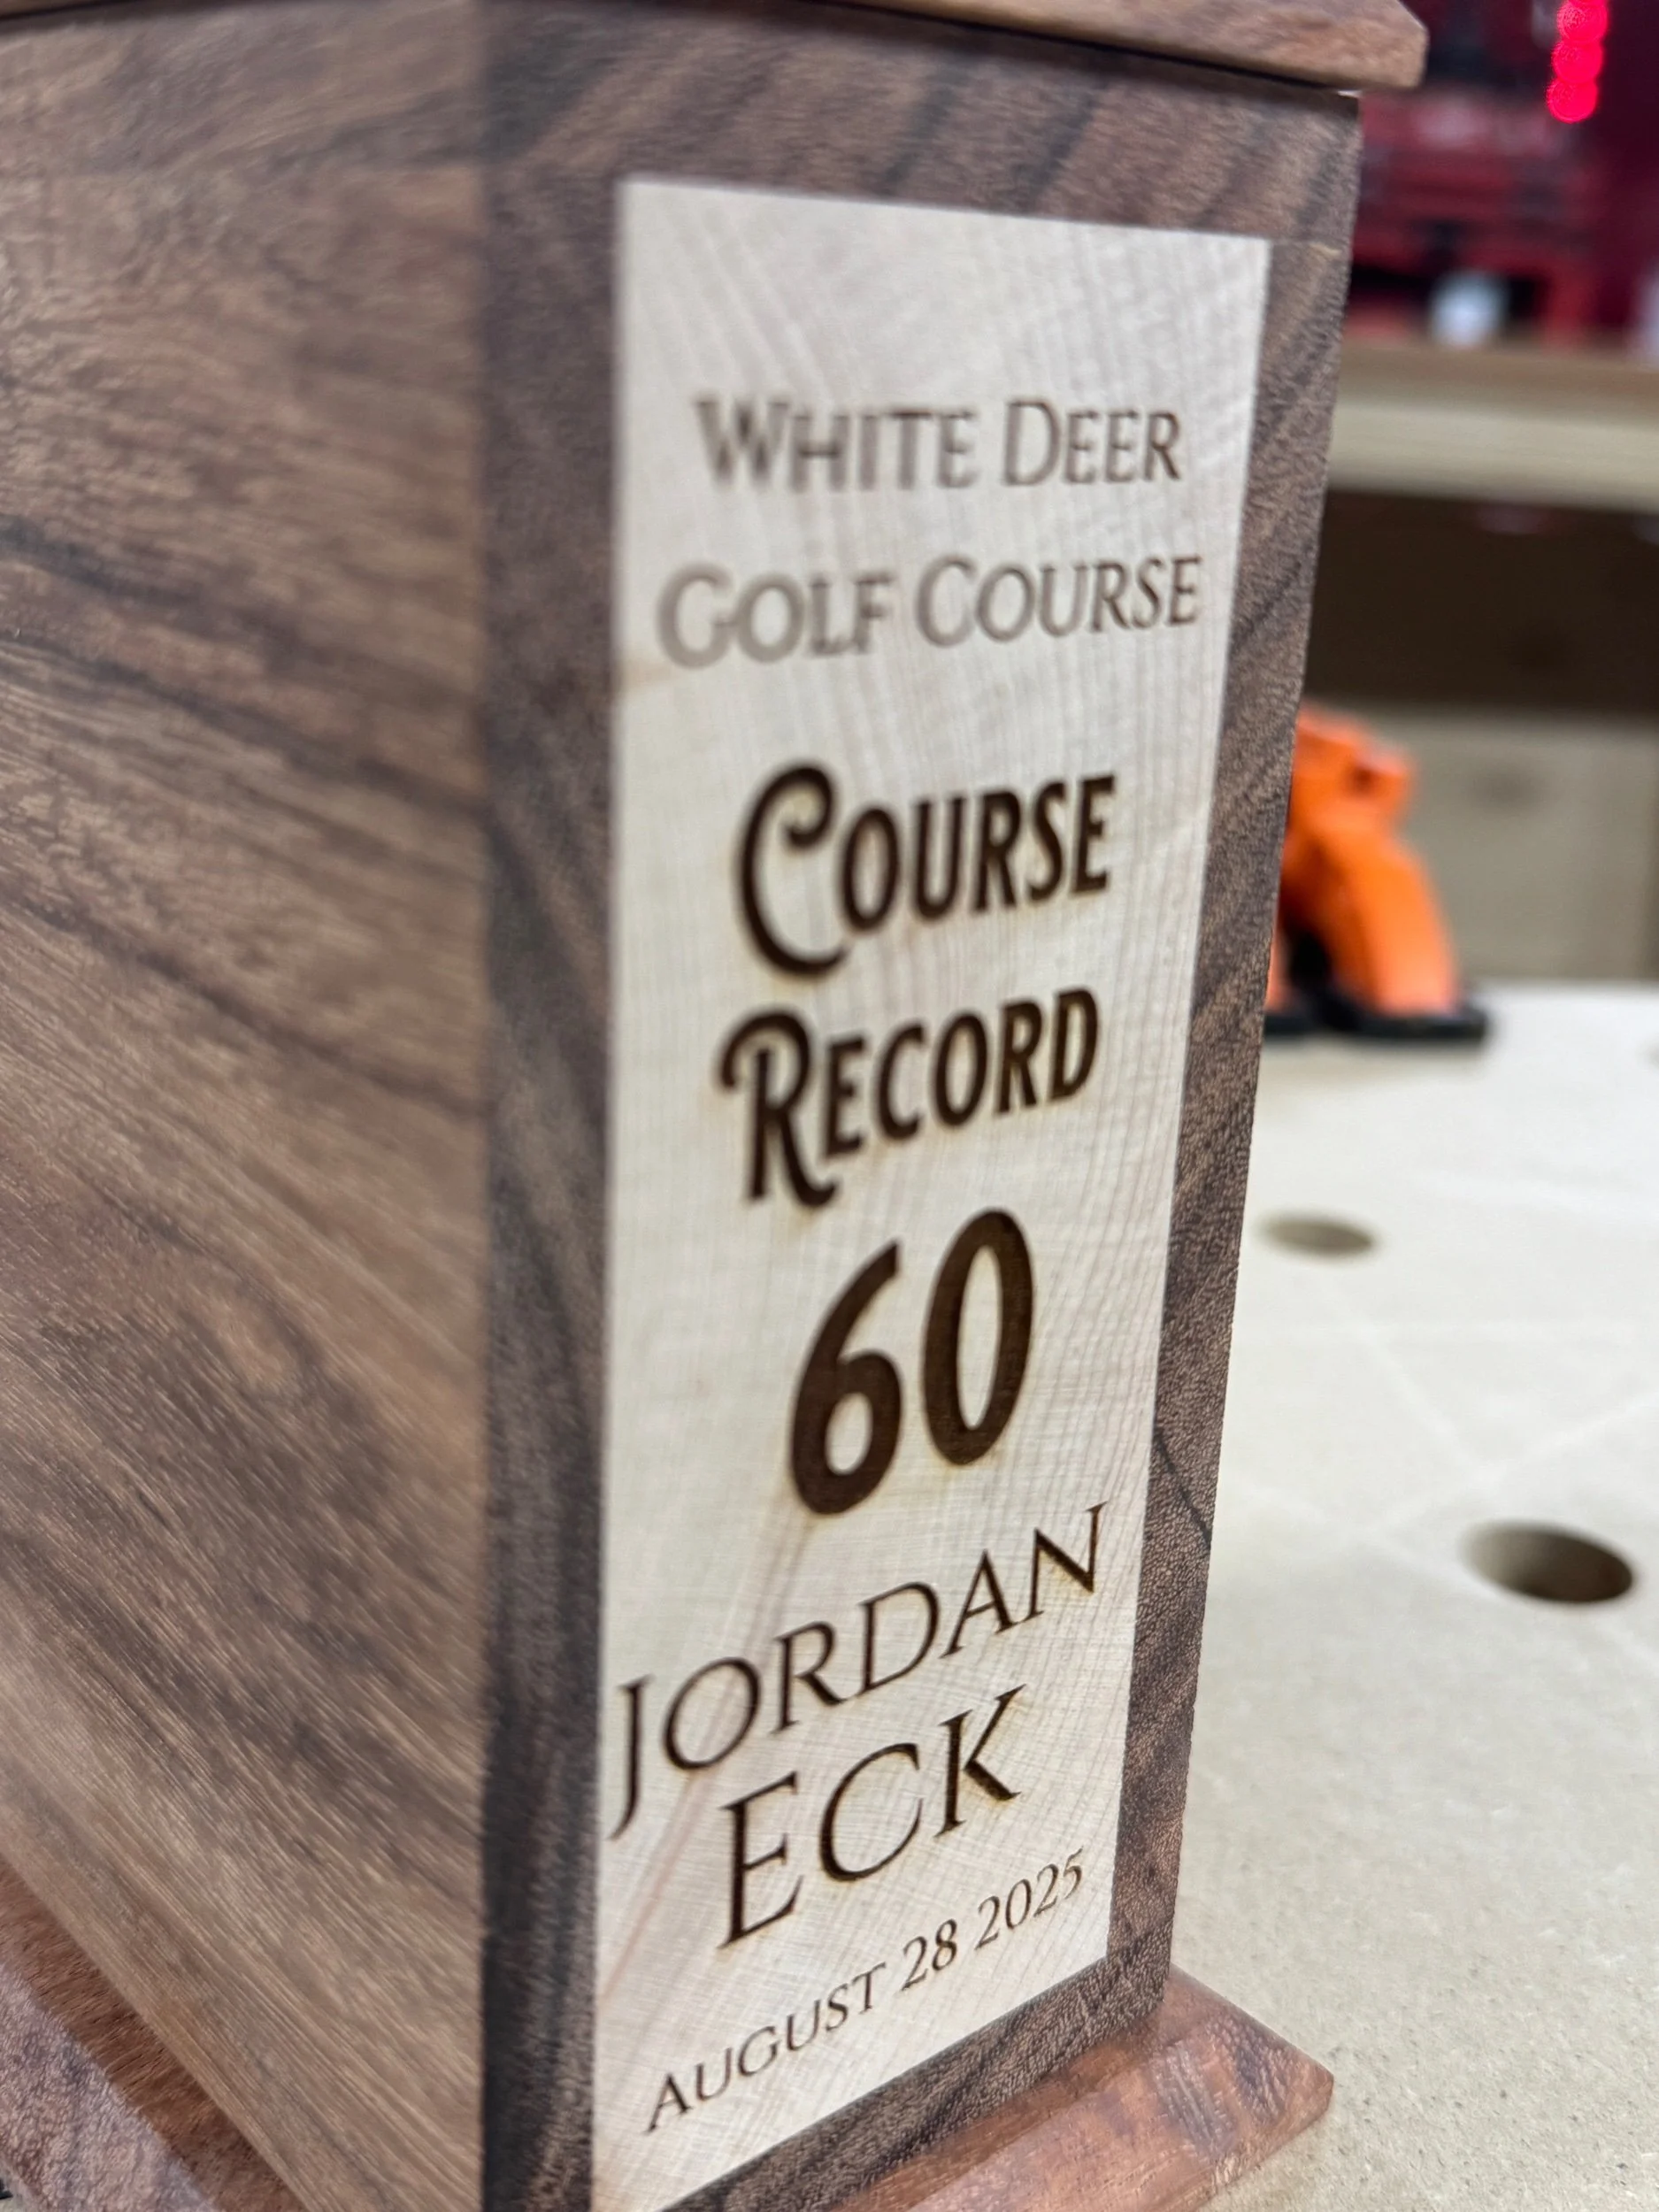 White Deer
Golf Course
Course
Record
60
Jordan
Eck
August 28 2025